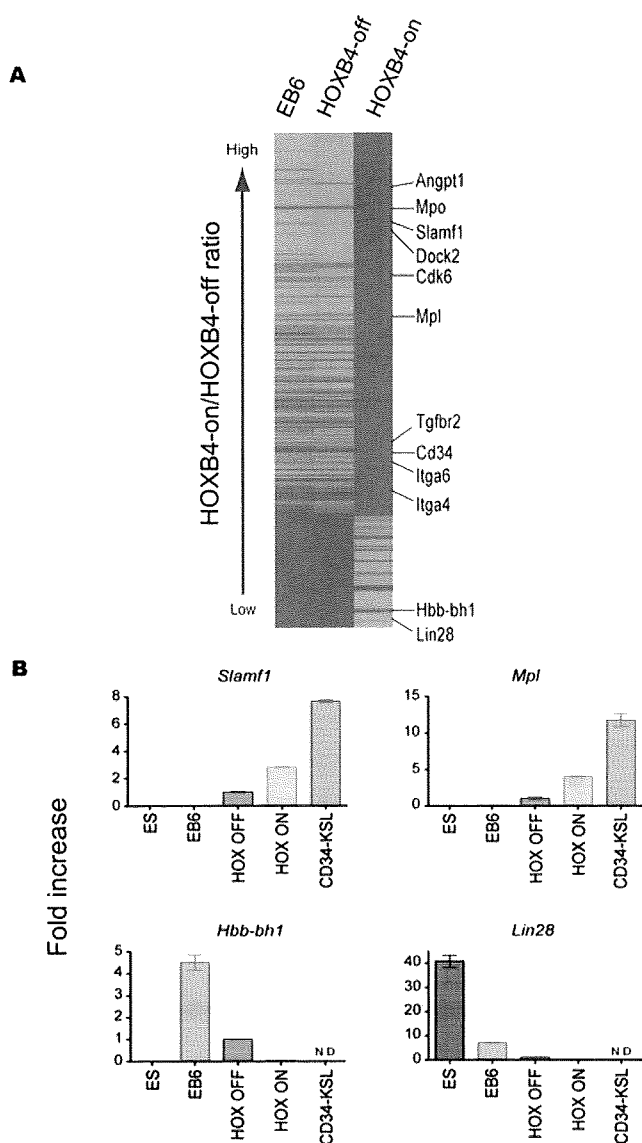 A
EB6
HOXB4-off
HOXB4-on
High
HOXB4-on/HOXB4-off ratio
Low
Angpt1
Mpo
Slamf1
Dock2
Cdk6
Mpl
Tgfbr2
Cd34
Itga6
Itga4
Hbb-bh1
Lin28
B
Fold increase
Slamf1
8
6
4
2
0
ES
EB6
HOX OFF
HOX ON
CD34-KSL
Mpl
15
10
5
0
ES
EB6
HOX OFF
HOX ON
CD34-KSL
Hbb-bh1
5
4
3
2
1
0
N D
ES
EB6
HOX OFF
HOX ON
CD34-KSL
Lin28
40
30
20
10
0
N D
ES
EB6
HOX OFF
HOX ON
CD34-KSL